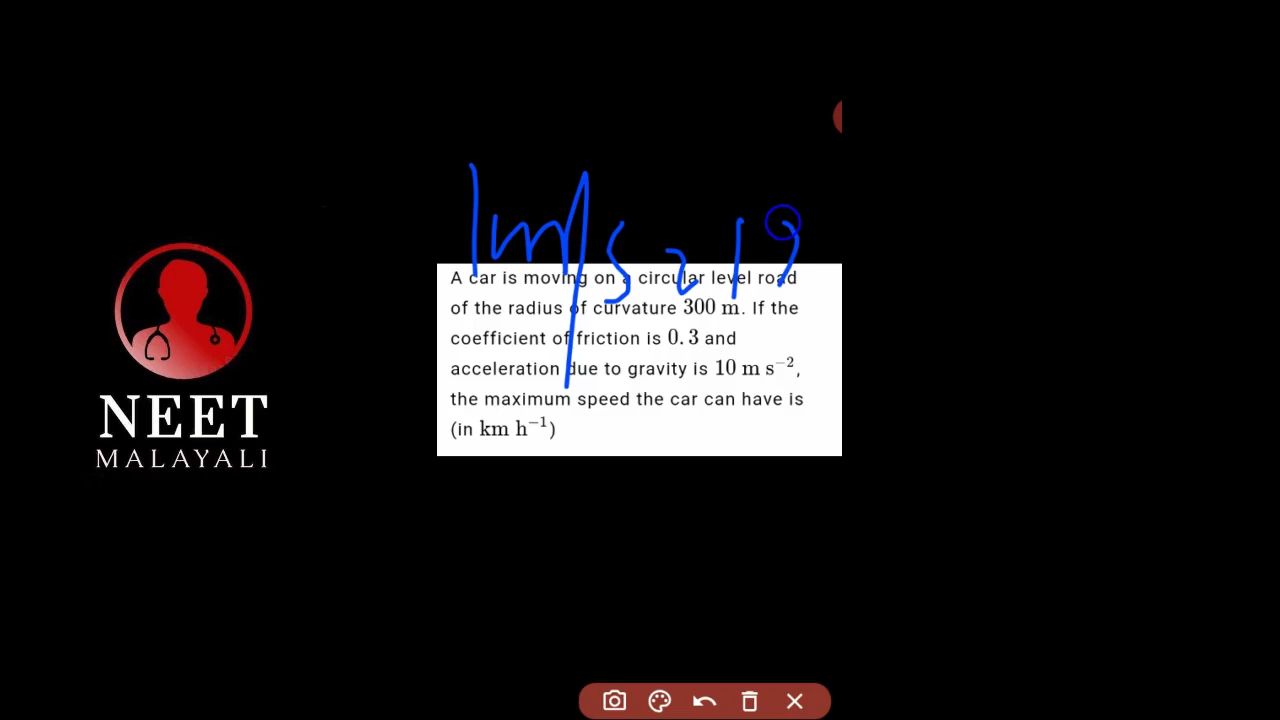 1m/s = 1
A car is moving on a circular level road
of the radius of curvature 300 m. If the
coefficient of friction is 0.3 and
acceleration due to gravity is 10 m s⁻²,
the maximum speed the car can have is
(in km h⁻¹)
NEET
MALAYALI